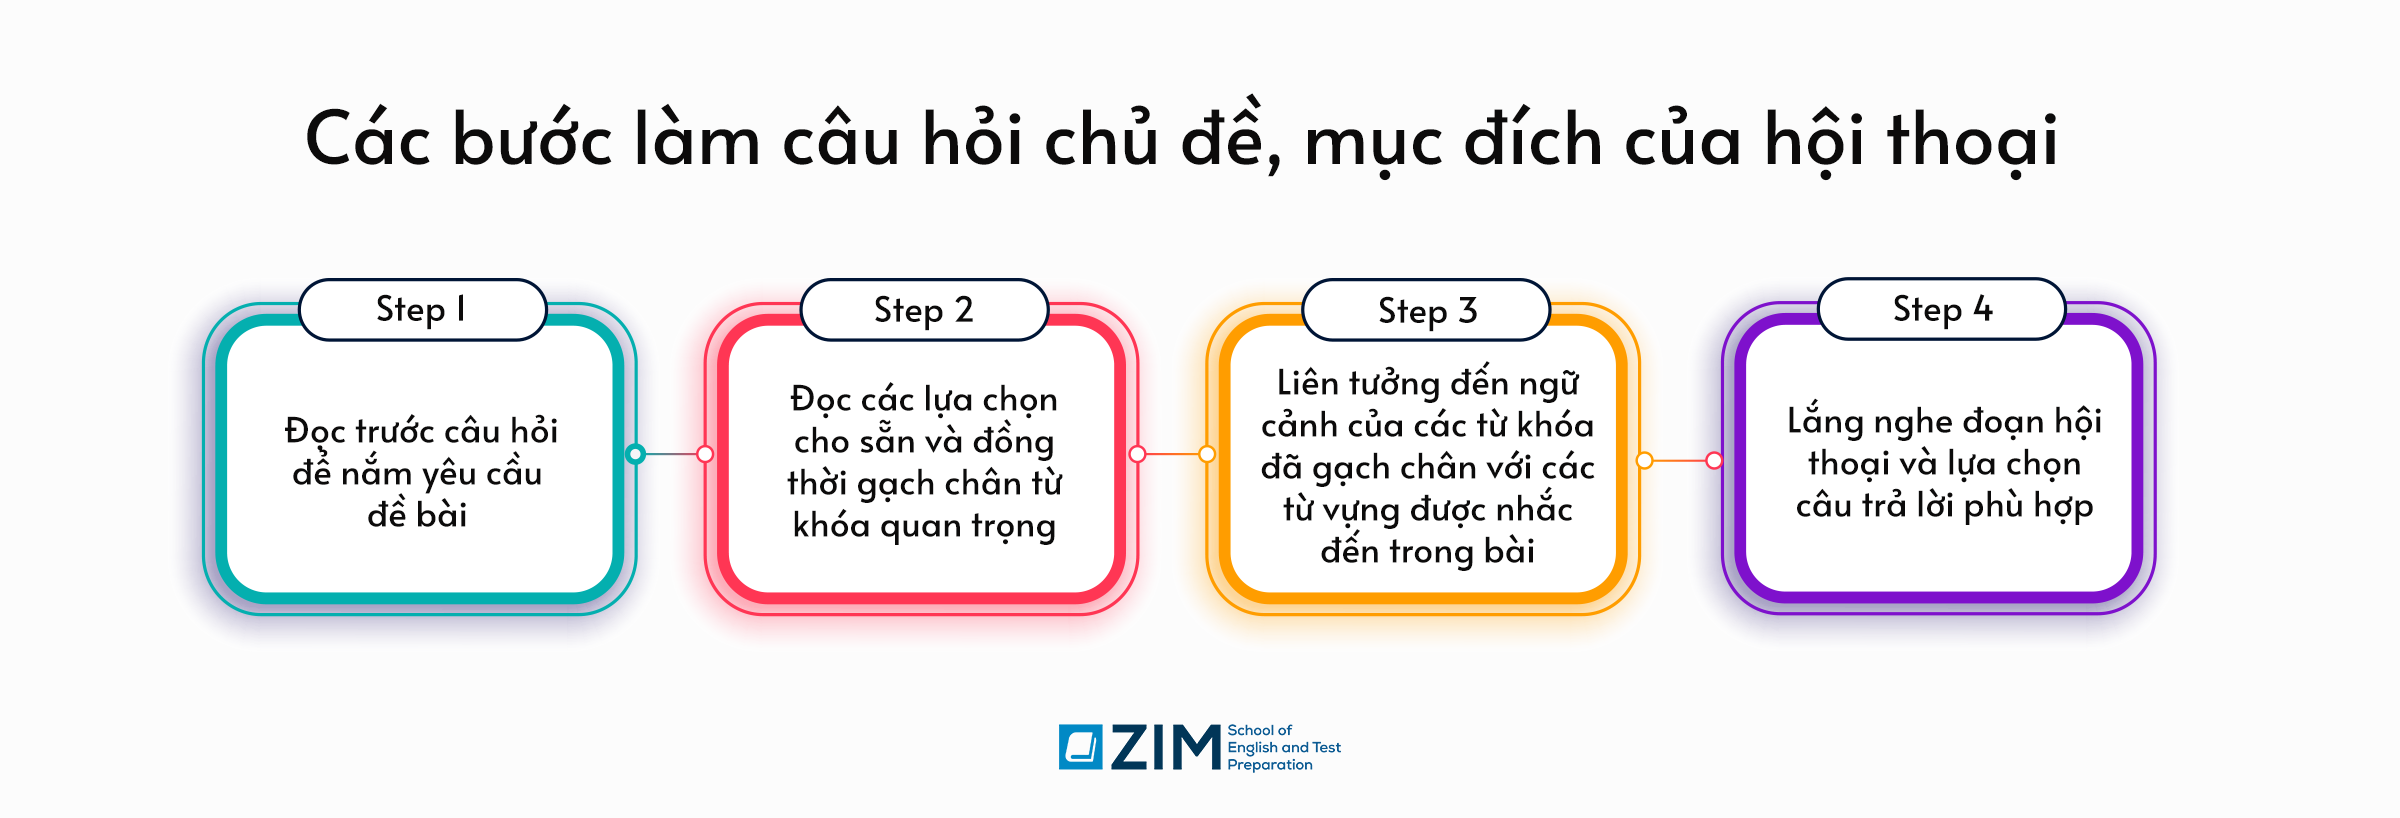 Các bước làm câu hỏi chủ đề, mục đích của hội thoại
Step 1
Đọc trước câu hỏi
để nắm yêu cầu
đề bài
Step 2
Đọc các lựa chọn
cho sẵn và đồng
thời gạch chân từ
khóa quan trọng
Step 3
Liên tưởng đến ngữ
cảnh của các từ khóa
đã gạch chân với các
từ vựng được nhắc
đến trong bài
Step 4
Lắng nghe đoạn hội
thoại và lựa chọn
câu trả lời phù hợp
ZIM
School of
English and Test
Preparation